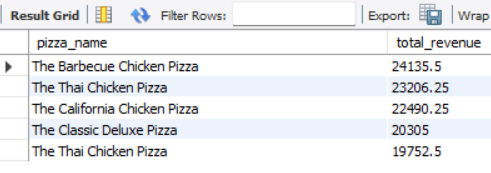 Result Grid Filter Rows: Export: Wrap
pizza_name total_revenue
The Barbecue Chicken Pizza 24135.5
The Thai Chicken Pizza 23206.25
The California Chicken Pizza 22490.25
The Classic Deluxe Pizza 20305
The Thai Chicken Pizza 19752.5